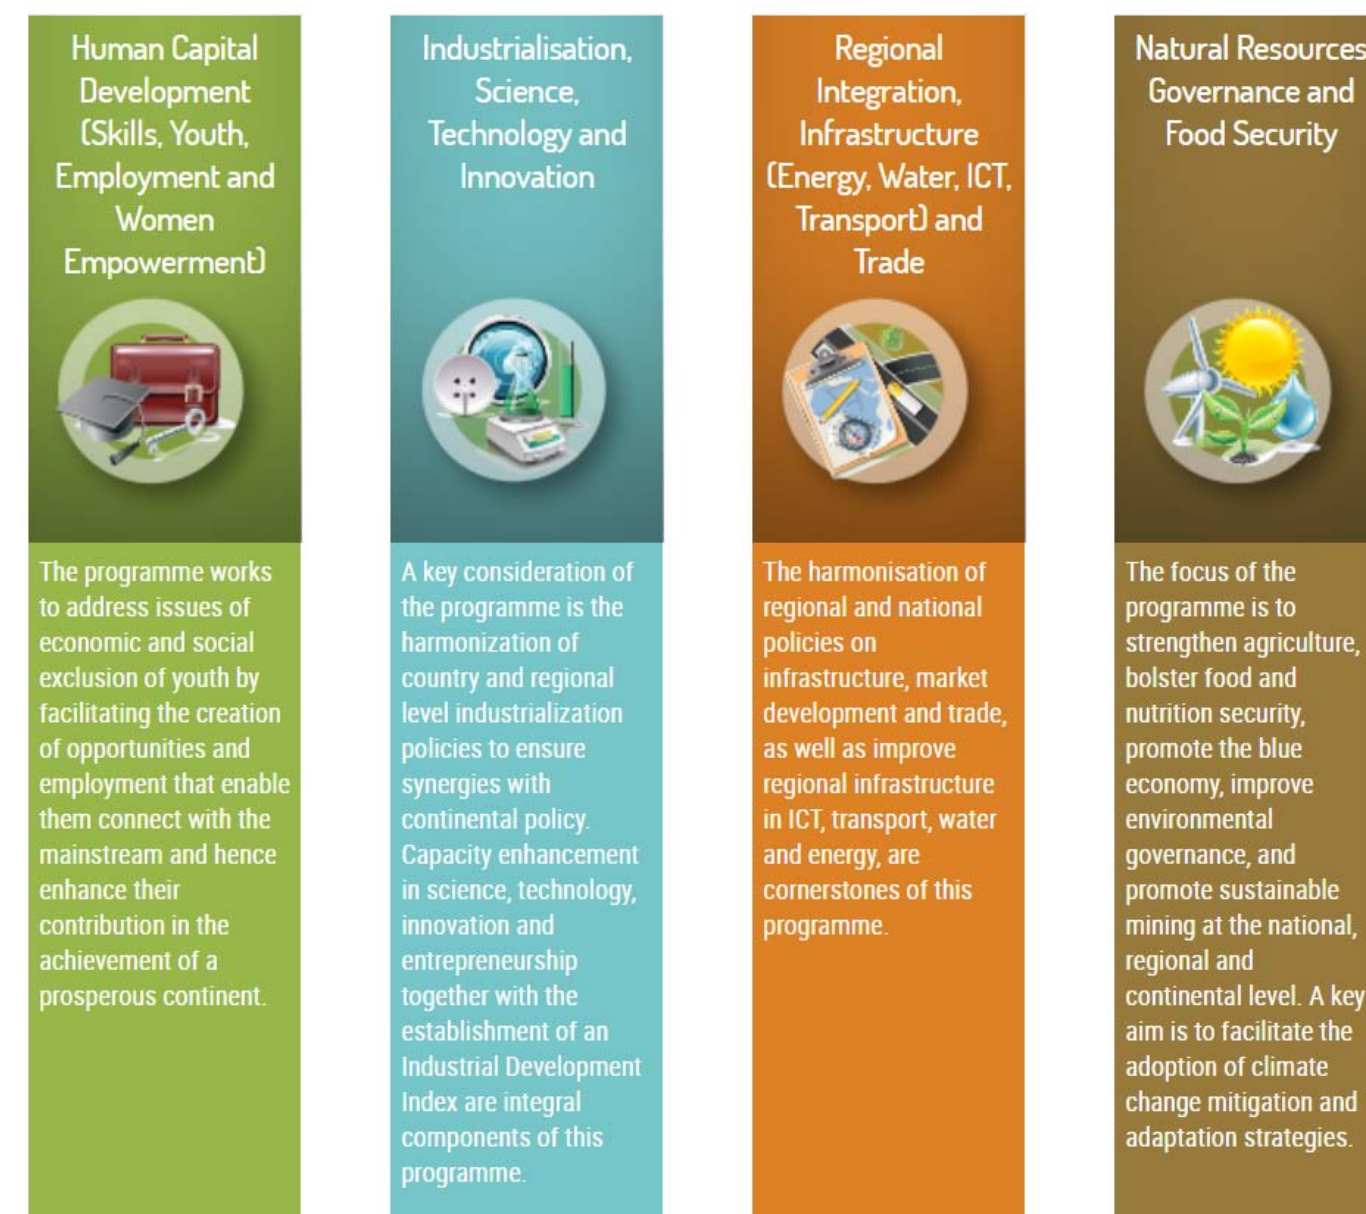 Human Capital
Development
(Skills, Youth,
Employment and
Women
Empowerment)
The programme works
to address issues of
economic and social
exclusion of youth by
facilitating the creation
of opportunities and
employment that enable
them connect with the
mainstream and hence
enhance their
contribution in the
achievement of a
prosperous continent.
Industrialisation,
Science,
Technology and
Innovation
A key consideration of
the programme is the
harmonization of
country and regional
level industrialization
policies to ensure
synergies with
continental policy.
Capacity enhancement
in science, technology,
innovation and
entrepreneurship
together with the
establishment of an
Industrial Development
Index are integral
components of this
programme.
Regional
Integration,
Infrastructure
(Energy, Water, ICT,
Transport) and
Trade
The harmonisation of
regional and national
policies on
infrastructure, market
development and trade,
as well as improve
regional infrastructure
in ICT, transport, water
and energy, are
cornerstones of this
programme.
Natural Resources
Governance and
Food Security
The focus of the
programme is to
strengthen agriculture,
bolster food and
nutrition security,
promote the blue
economy, improve
environmental
governance, and
promote sustainable
mining at the national,
regional and
continental level. A key
aim is to facilitate the
adoption of climate
change mitigation and
adaptation strategies.